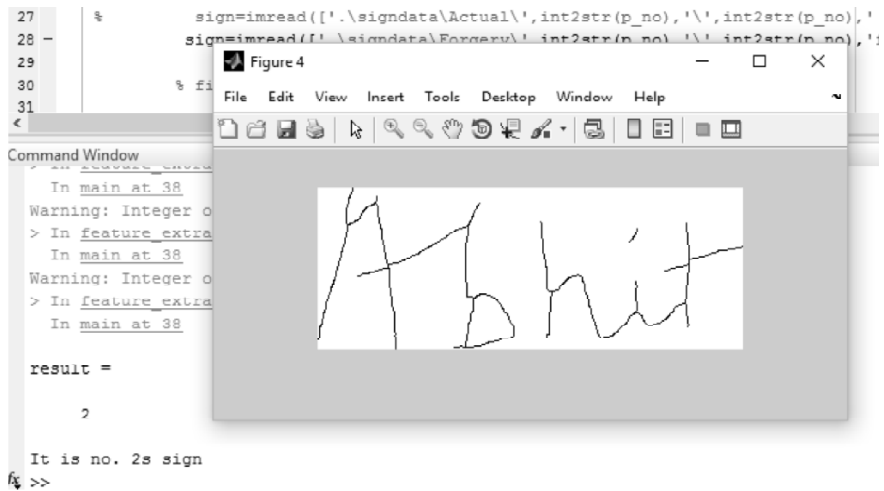 27 % sign=imread(['.\signdata\Actual\',int2str(p_no),'\',int2str(p_no),'
28 - sign=imread(['.\signdata\Forgery\',int2str(p_no),'\',int2str(p_no),'
29
30 % fi
31
Figure 4
File Edit View Insert Tools Desktop Window Help
Abhit
Command Window
> In
In main at 38
Warning: Integer o
> In feature_extra
In main at 38
Warning: Integer o
> In feature_extra
In main at 38
result =
2
It is no. 2s sign
fx >>